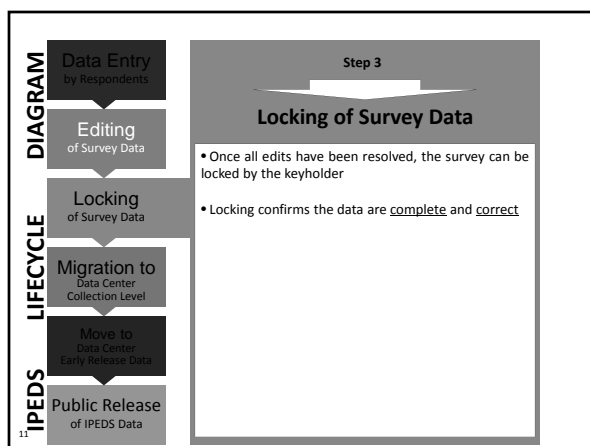 IPEDS LIFECYCLE DIAGRAM
Data Entry
by Respondents
Editing
of Survey Data
Locking
of Survey Data
Migration to
Data Center
Collection Level
Move to
Data Center
Early Release Data
Public Release
of IPEDS Data
Step 3
Locking of Survey Data
• Once all edits have been resolved, the survey can be
locked by the keyholder
• Locking confirms the data are complete and correct
11